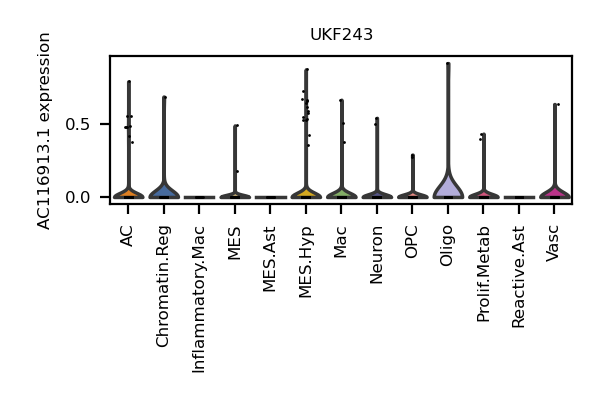 UKF243
AC116913.1 expression
0.5
0.0
AC
Chromatin.Reg
Inflammatory.Mac
MES
MES.Ast
MES.Hyp
Mac
Neuron
OPC
Oligo
Prolif.Metab
Reactive.Ast
Vasc